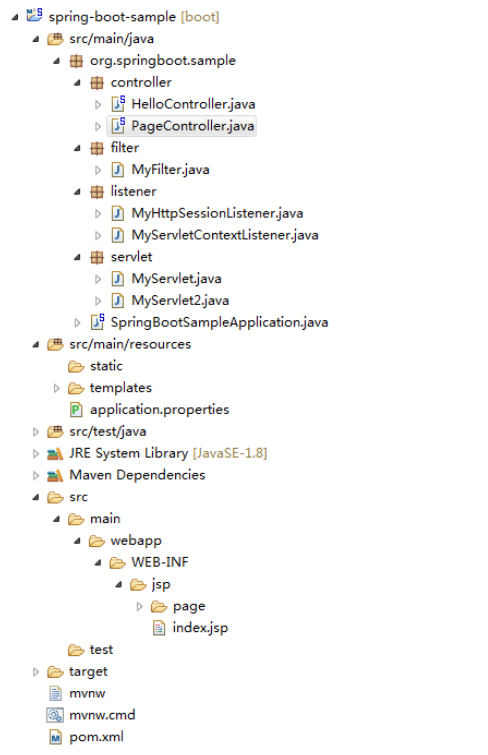 spring-boot-sample [boot]
src/main/java
org.springboot.sample
controller
HelloController.java
PageController.java
filter
MyFilter.java
listener
MyHttpSessionListener.java
MyServletContextListener.java
servlet
MyServlet.java
MyServlet2.java
SpringBootSampleApplication.java
src/main/resources
static
templates
application.properties
src/test/java
JRE System Library [JavaSE-1.8]
Maven Dependencies
src
main
webapp
WEB-INF
jsp
page
index.jsp
test
target
mvnw
mvnw.cmd
pom.xml